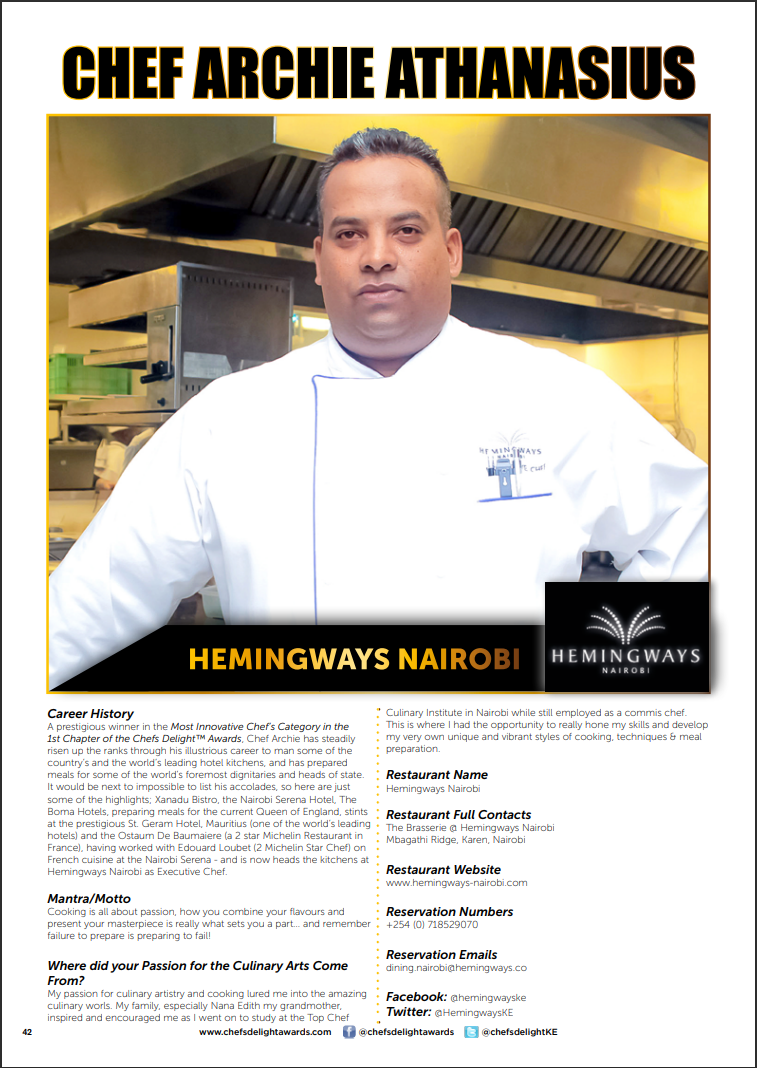 CHEF ARCHIE ATHANASIUS
HEMINGWAYS
NAIROBI
HEMINGWAYS NAIROBI
HEMINGWAYS
NAIROBI
Career History
A prestigious winner in the Most Innovative Chef's Category in the
1st Chapter of the Chefs Delight™ Awards, Chef Archie has steadily
risen up the ranks through his illustrious career to man some of the
country's and the world's leading hotel kitchens, and has prepared
meals for some of the world's foremost dignitaries and heads of state.
It would be next to impossible to list his accolades, so here are just
some of the highlights; Xanadu Bistro, the Nairobi Serena Hotel, The
Boma Hotels, preparing meals for the current Queen of England, stints
at the prestigious St. Geram Hotel, Mauritius (one of the world's leading
hotels) and the Ostaum De Baumaiere (a 2 star Michelin Restaurant in
France), having worked with Edouard Loubet (2 Michelin Star Chef) on
French cuisine at the Nairobi Serena - and is now heads the kitchens at
Hemingways Nairobi as Executive Chef.
Mantra/Motto
Cooking is all about passion, how you combine your flavours and
present your masterpiece is really what sets you a part... and remember
failure to prepare is preparing to fail!
Where did your Passion for the Culinary Arts Come
From?
My passion for culinary artistry and cooking lured me into the amazing
culinary worls. My family, especially Nana Edith my grandmother,
inspired and encouraged me as I went on to study at the Top Chef
Culinary Institute in Nairobi while still employed as a commis chef.
This is where I had the opportunity to really hone my skills and develop
my very own unique and vibrant styles of cooking, techniques & meal
preparation.
Restaurant Name
Hemingways Nairobi
Restaurant Full Contacts
The Brasserie @ Hemingways Nairobi
Mbagathi Ridge, Karen, Nairobi
Restaurant Website
www.hemingways-nairobi.com
Reservation Numbers
+254 (0) 718529070
Reservation Emails
dining.nairobi@hemingways.co
Facebook: @hemingwayske
Twitter: @HemingwaysKE
42
www.chefsdelightawards.com @chefsdelightawards @chefsdelightKE